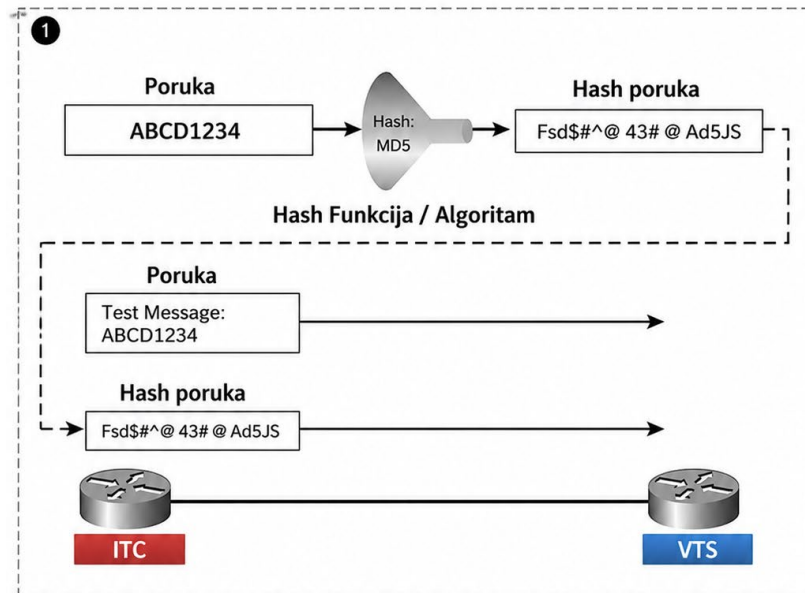 1
Poruka
ABCD1234
Hash:
MD5
Hash poruka
Fsd$#^@ 43# @ Ad5JS
Hash Funkcija / Algoritam
Poruka
Test Message:
ABCD1234
Hash poruka
Fsd$#^@ 43# @ Ad5JS
ITC
VTS